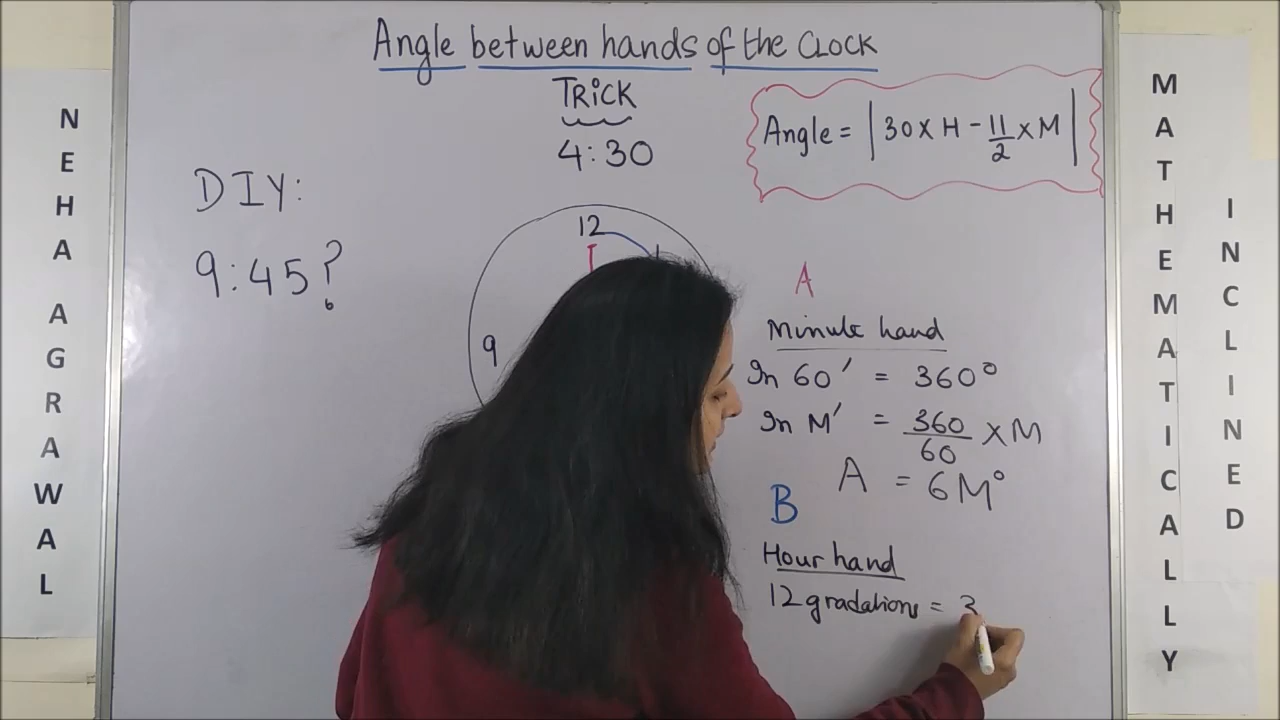 Angle between hands of the CLOCK
TRICK
4:30
Angle = | 30 X H - 11/2 X M |
DIY:
9:45?
12
9
A
Minute hand
In 60' = 360°
In M' = 360/60 X M
A = 6M°
B
Hour hand
12 gradations = 3
NEHA AGRAWAL
MATHEMATICALLY
INCLINED